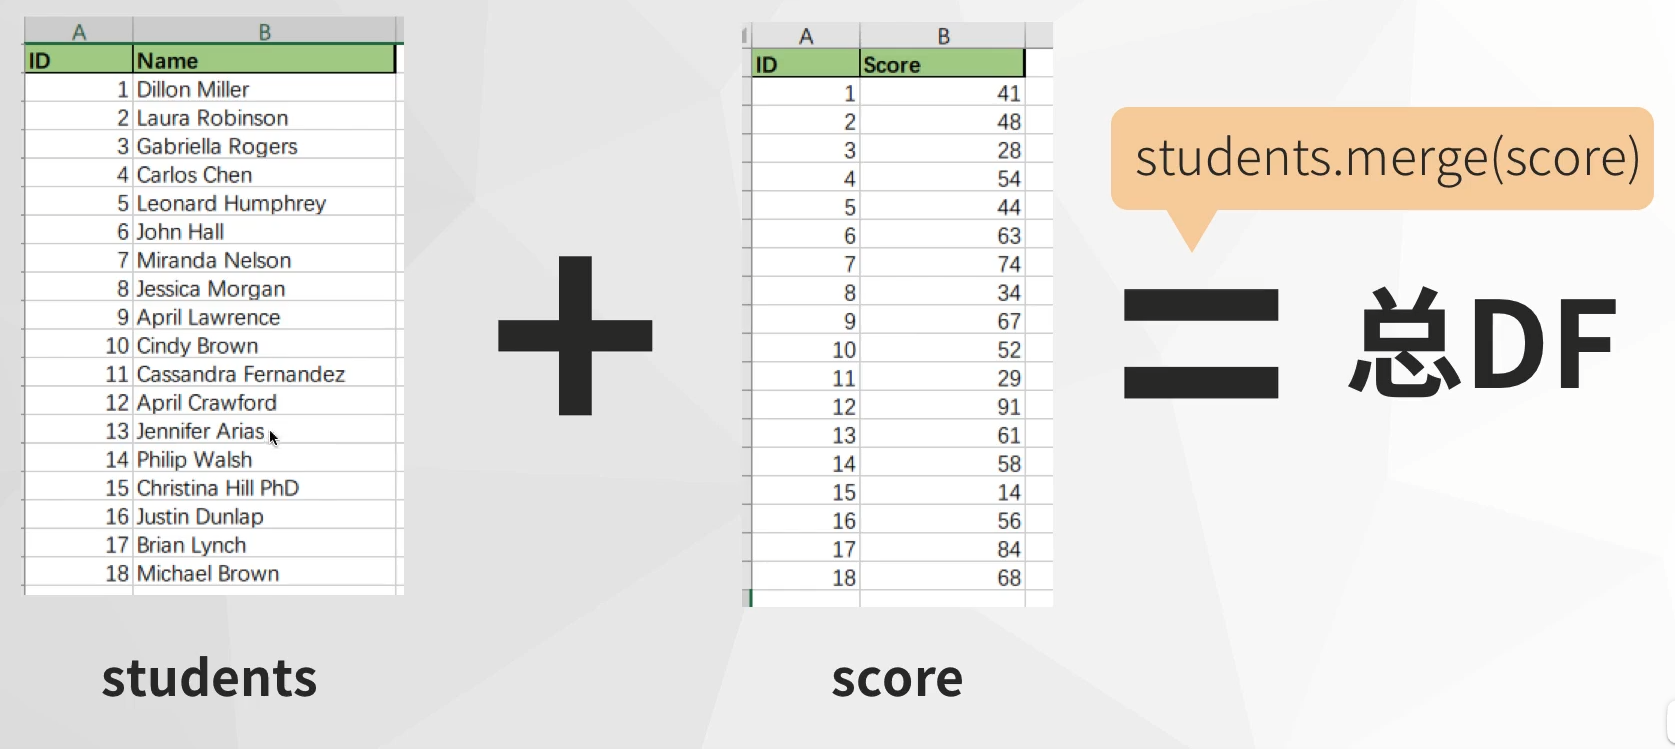 A B
ID Name
1 Dillon Miller
2 Laura Robinson
3 Gabriella Rogers
4 Carlos Chen
5 Leonard Humphrey
6 John Hall
7 Miranda Nelson
8 Jessica Morgan
9 April Lawrence
10 Cindy Brown
11 Cassandra Fernandez
12 April Crawford
13 Jennifer Arias
14 Philip Walsh
15 Christina Hill PhD
16 Justin Dunlap
17 Brian Lynch
18 Michael Brown
students
+
A B
ID Score
1 41
2 48
3 28
4 54
5 44
6 63
7 74
8 34
9 67
10 52
11 29
12 91
13 61
14 58
15 14
16 56
17 84
18 68
score
students.merge(score)
= 总DF